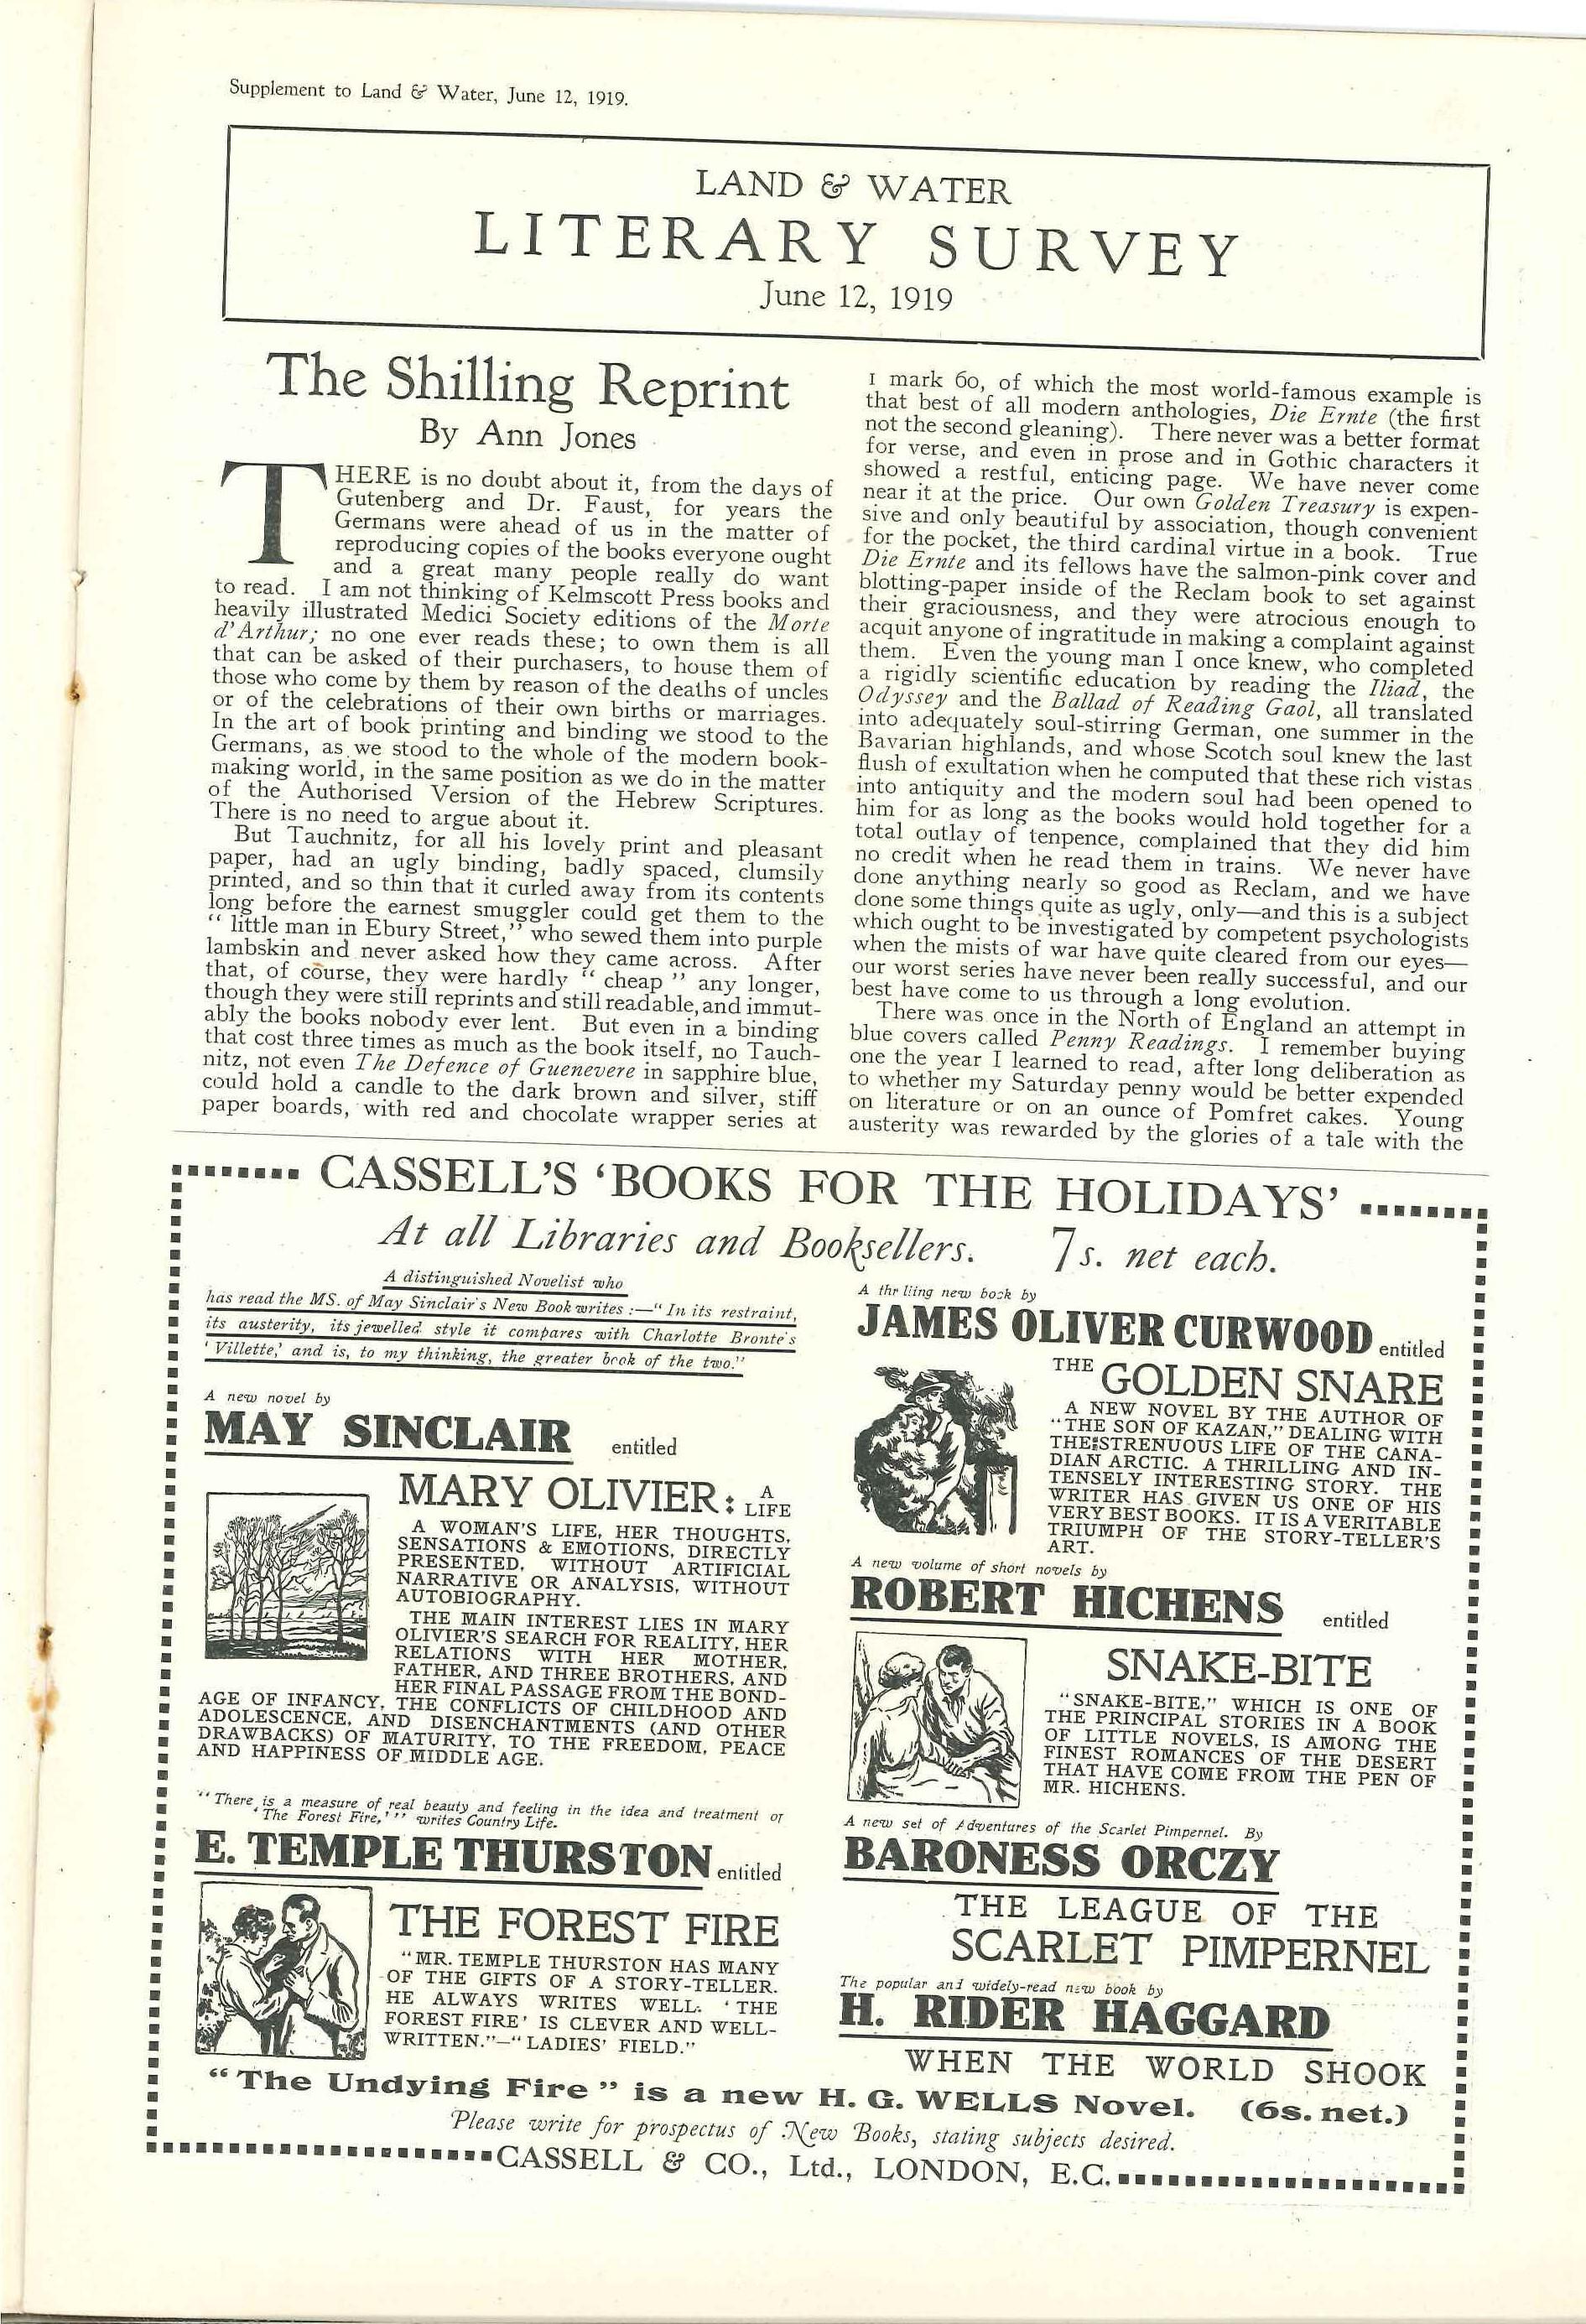 Supplement to Land & Water, June 12, 1919.
LAND & WATER
LITERARY SURVEY
June 12, 1919
The Shilling Reprint
By Ann Jones
THERE is no doubt about it, from the days of
Gutenberg and Dr. Faust, for years the
Germans were ahead of us in the matter of
reproducing copies of the books everyone ought
and a great many people really do want
to read. I am not thinking of Kelmscott Press books and
heavily illustrated Medici Society editions of the Morte
d'Arthur; no one ever reads these; to own them is all
that can be asked of their purchasers, to house them of
those who come by them by reason of the deaths of uncles
or of the celebrations of their own births or marriages.
In the art of book printing and binding we stood to the
Germans, as we stood to the whole of the modern book-
making world, in the same position as we do in the matter
of the Authorised Version of the Hebrew Scriptures.
There is no need to argue about it.
But Tauchnitz, for all his lovely print and pleasant
paper, had an ugly binding, badly spaced, clumsily
printed, and so thin that it curled away from its contents
long before the earnest smuggler could get them to the
“ little man in Ebury Street,” who sewed them into purple
lambskin and never asked how they came across. After
that, of course, they were hardly “ cheap ” any longer,
though they were still reprints and still readable, and immut-
ably the books nobody ever lent. But even in a binding
that cost three times as much as the book itself, no Tauch-
nitz, not even The Defence of Guenevere in sapphire blue,
could hold a candle to the dark brown and silver, stiff
paper boards, with red and chocolate wrapper series at
1 mark 60, of which the most world-famous example is
that best of all modern anthologies, Die Ernte (the first
not the second gleaning). There never was a better format
for verse, and even in prose and in Gothic characters it
showed a restful, enticing page. We have never come
near it at the price. Our own Golden Treasury is expen-
sive and only beautiful by association, though convenient
for the pocket, the third cardinal virtue in a book. True
Die Ernte and its fellows have the salmon-pink cover and
blotting-paper inside of the Reclam book to set against
their graciousness, and they were atrocious enough to
acquit anyone of ingratitude in making a complaint against
them. Even the young man I once knew, who completed
a rigidly scientific education by reading the Iliad, the
Odyssey and the Ballad of Reading Gaol, all translated
into adequately soul-stirring German, one summer in the
Bavarian highlands, and whose Scotch soul knew the last
flush of exultation when he computed that these rich vistas
into antiquity and the modern soul had been opened to
him for as long as the books would hold together for a
total outlay of tenpence, complained that they did him
no credit when he read them in trains. We never have
done anything nearly so good as Reclam, and we have
done some things quite as ugly, only—and this is a subject
which ought to be investigated by competent psychologists
when the mists of war have quite cleared from our eyes—
our worst series have never been really successful, and our
best have come to us through a long evolution.
There was once in the North of England an attempt in
blue covers called Penny Readings. I remember buying
one the year I learned to read, after long deliberation as
to whether my Saturday penny would be better expended
on literature or on an ounce of Pomfret cakes. Young
austerity was rewarded by the glories of a tale with the
CASSELL'S ‘BOOKS FOR THE HOLIDAYS’
At all Libraries and Booksellers. 7s. net each.
A distinguished Novelist who
has read the MS. of May Sinclair's New Book writes :—“ In its restraint,
its austerity, its jewelled style it compares with Charlotte Bronte's
‘ Villette,’ and is, to my thinking, the greater book of the two.”
A new novel by
MAY SINCLAIR entitled
MARY OLIVIER: A LIFE
A WOMAN'S LIFE, HER THOUGHTS,
SENSATIONS & EMOTIONS, DIRECTLY
PRESENTED, WITHOUT ARTIFICIAL
NARRATIVE OR ANALYSIS, WITHOUT
AUTOBIOGRAPHY.
THE MAIN INTEREST LIES IN MARY
OLIVIER'S SEARCH FOR REALITY, HER
RELATIONS WITH HER MOTHER,
FATHER, AND THREE BROTHERS, AND
HER FINAL PASSAGE FROM THE BOND-
AGE OF INFANCY, THE CONFLICTS OF CHILDHOOD AND
ADOLESCENCE, AND DISENCHANTMENTS (AND OTHER
DRAWBACKS) OF MATURITY, TO THE FREEDOM, PEACE
AND HAPPINESS OF MIDDLE AGE.
“ There is a measure of real beauty and feeling in the idea and treatment of
‘The Forest Fire,’ ” writes Country Life.
E. TEMPLE THURSTON entitled
THE FOREST FIRE
“MR. TEMPLE THURSTON HAS MANY
OF THE GIFTS OF A STORY-TELLER.
HE ALWAYS WRITES WELL. ‘THE
FOREST FIRE’ IS CLEVER AND WELL-
WRITTEN.”—“LADIES' FIELD.”
A thrilling new book by
JAMES OLIVER CURWOOD entitled
THE GOLDEN SNARE
A NEW NOVEL BY THE AUTHOR OF
“THE SON OF KAZAN,” DEALING WITH
THE STRENUOUS LIFE OF THE CANA-
DIAN ARCTIC. A THRILLING AND IN-
TENSELY INTERESTING STORY. THE
WRITER HAS GIVEN US ONE OF HIS
VERY BEST BOOKS. IT IS A VERITABLE
TRIUMPH OF THE STORY-TELLER'S
ART.
A new volume of short novels by
ROBERT HICHENS entitled
SNAKE-BITE
“SNAKE-BITE,” WHICH IS ONE OF
THE PRINCIPAL STORIES IN A BOOK
OF LITTLE NOVELS, IS AMONG THE
FINEST ROMANCES OF THE DESERT
THAT HAVE COME FROM THE PEN OF
MR. HICHENS.
A new set of Adventures of the Scarlet Pimpernel. By
BARONESS ORCZY
THE LEAGUE OF THE
SCARLET PIMPERNEL
The popular and widely-read new book by
H. RIDER HAGGARD
WHEN THE WORLD SHOOK
“The Undying Fire” is a new H. G. WELLS Novel. (6s. net.)
Please write for prospectus of New Books, stating subjects desired.
CASSELL & CO., Ltd., LONDON, E.C.